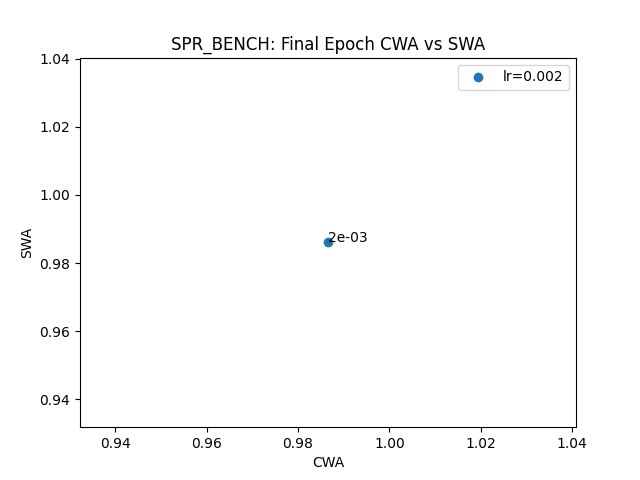 SPR_BENCH: Final Epoch CWA vs SWA
1.04
lr=0.002
1.02
1.00
SWA
2e-03
0.98
0.96
0.94
0.94 0.96 0.98 1.00 1.02 1.04
CWA